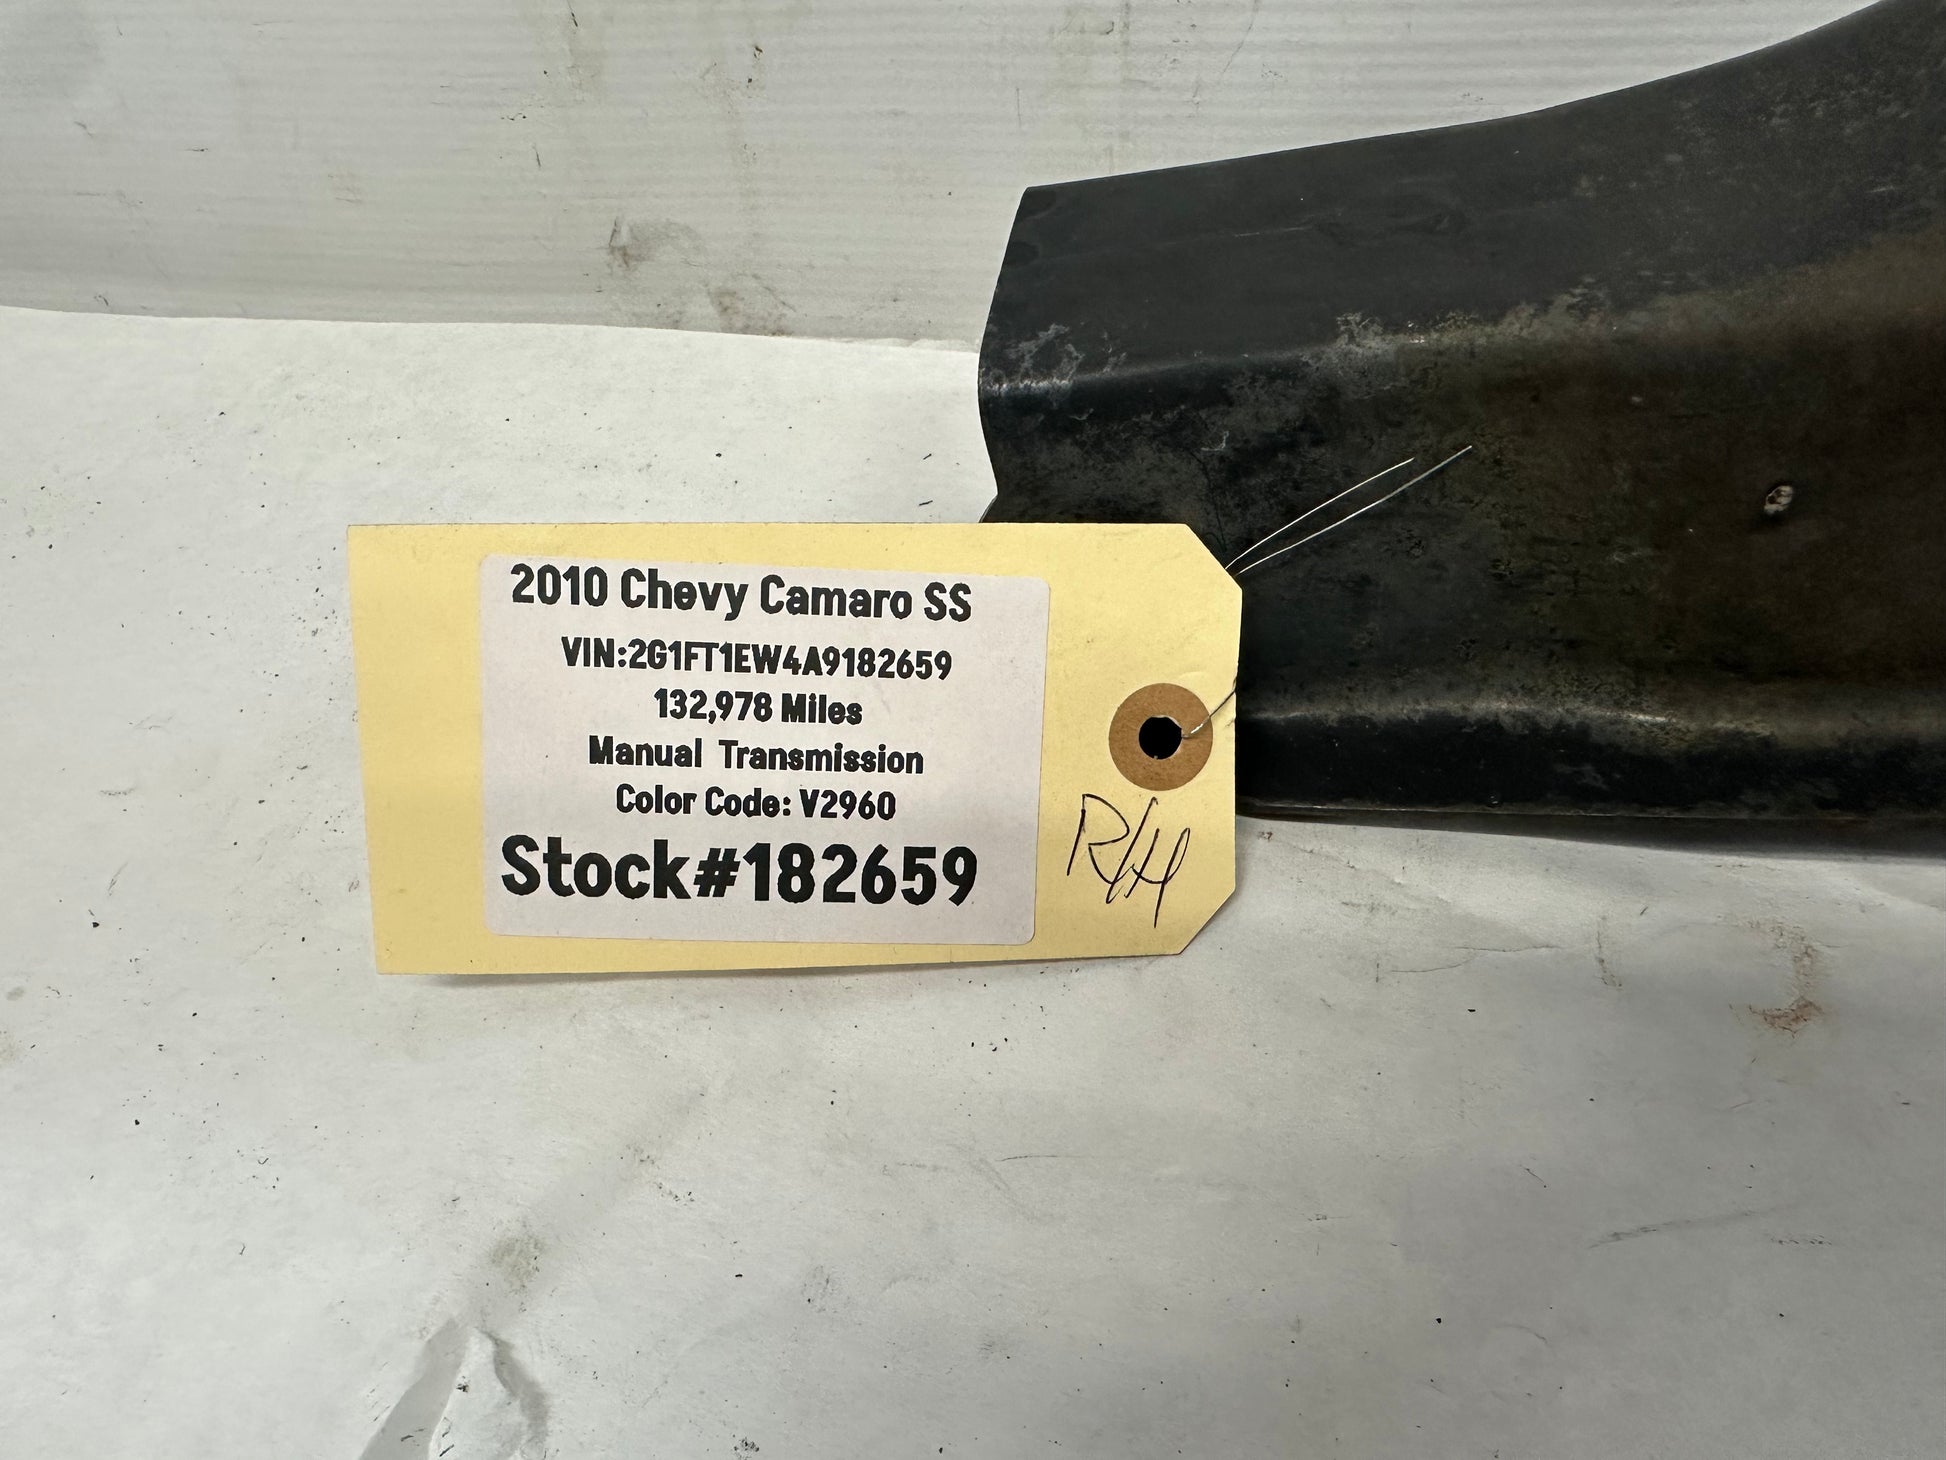 2010 Chevy Camaro SS
VIN:2G1FT1EW4A9182659
132,978 Miles
Manual Transmission
Color Code: V2960
Stock#182659
R/H